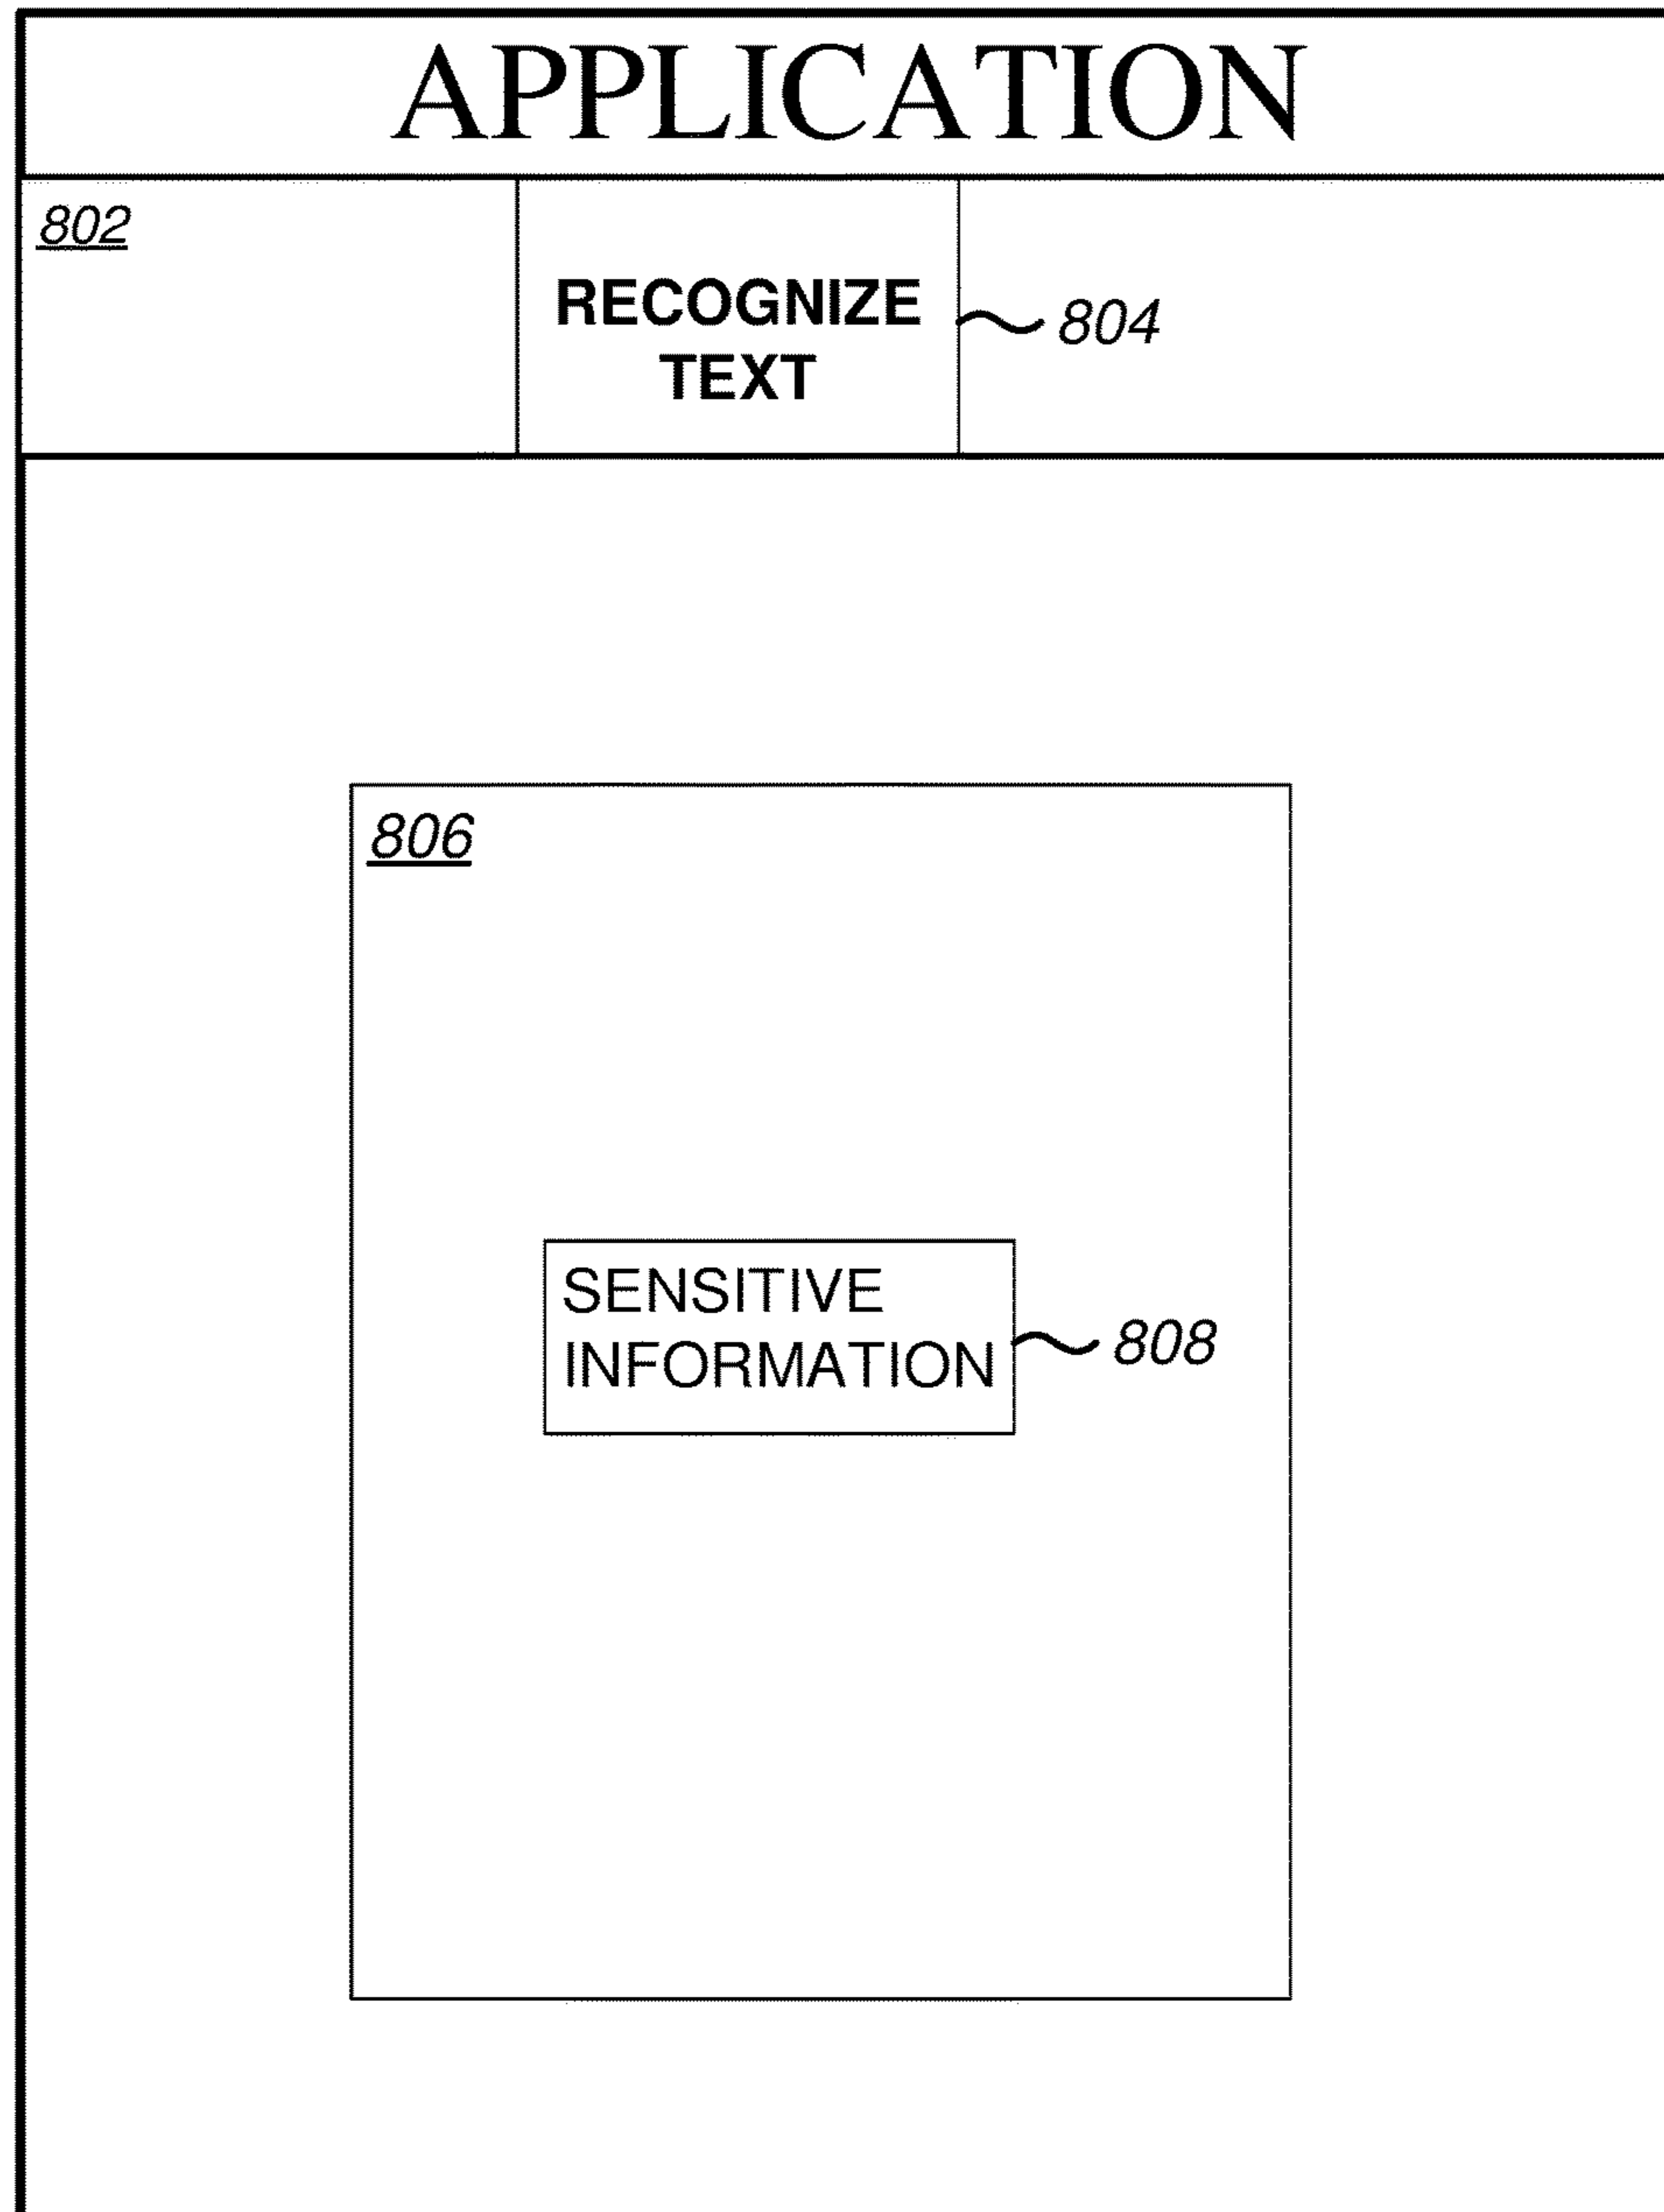 APPLICATION
802
RECOGNIZE
TEXT
804
806
SENSITIVE
INFORMATION
808